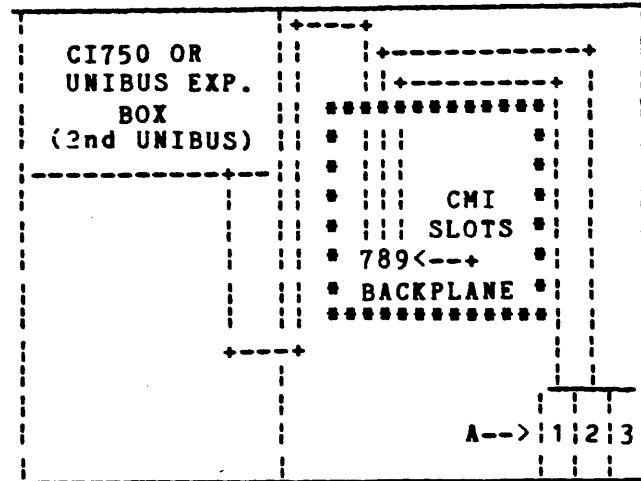 CI750 OR
UNIBUS EXP.
BOX
(2nd UNIBUS)
CMI
SLOTS
789<--+
BACKPLANE
A-->|1|2|3